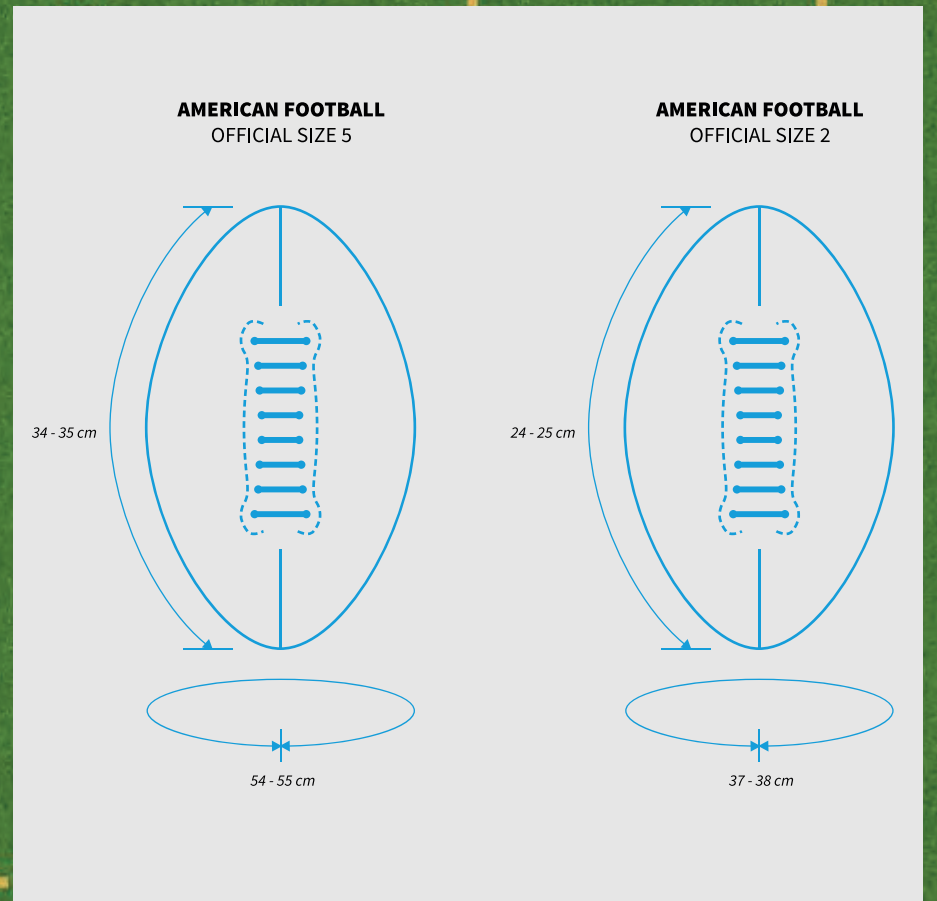 AMERICAN FOOTBALL
OFFICIAL SIZE 5
34 - 35 cm
54 - 55 cm
AMERICAN FOOTBALL
OFFICIAL SIZE 2
24 - 25 cm
37 - 38 cm